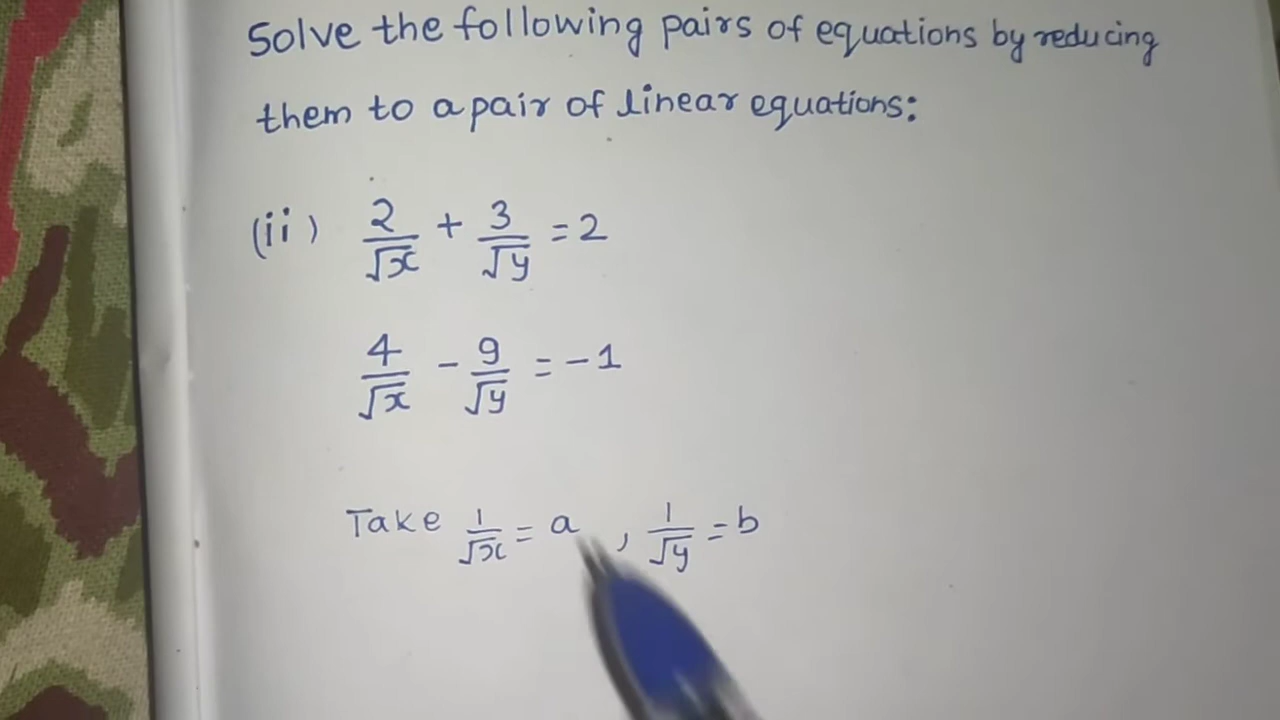 Solve the following pairs of equations by reducing
them to a pair of linear equations:
(ii) 2/√x + 3/√y = 2
4/√x - 9/√y = -1
Take 1/√x = a , 1/√y = b